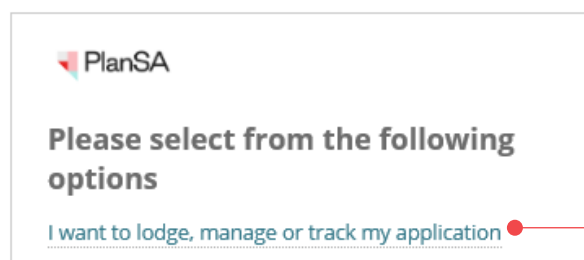 PlanSA
Please select from the following
options
I want to lodge, manage or track my application